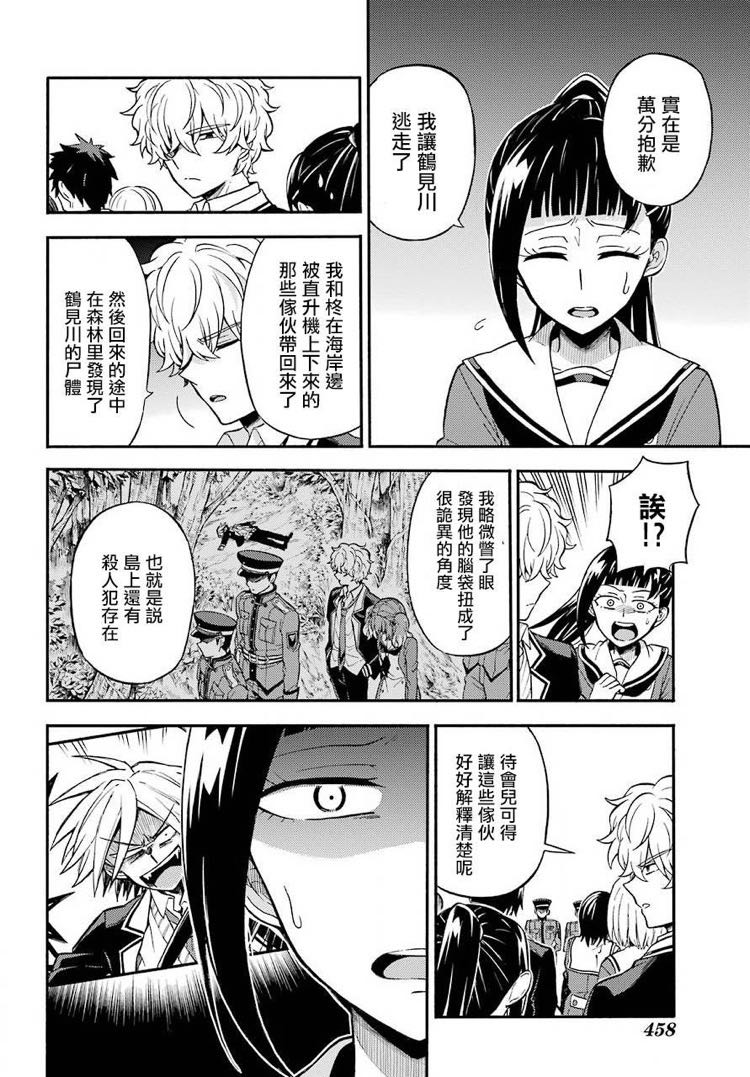 實在是
萬分抱歉
我讓鶴見川
逃走了
我和柊在海岸邊
被直升機上下來的
那些傢伙帶回來了
然後回來的途中
在森林里發現了
鶴見川的尸體
誒!?
我略微瞥了眼
發現他的腦袋扭成了
很詭異的角度
也就是說
島上還有
殺人犯存在
待會兒可得
讓這些傢伙
好好解釋清楚呢
458